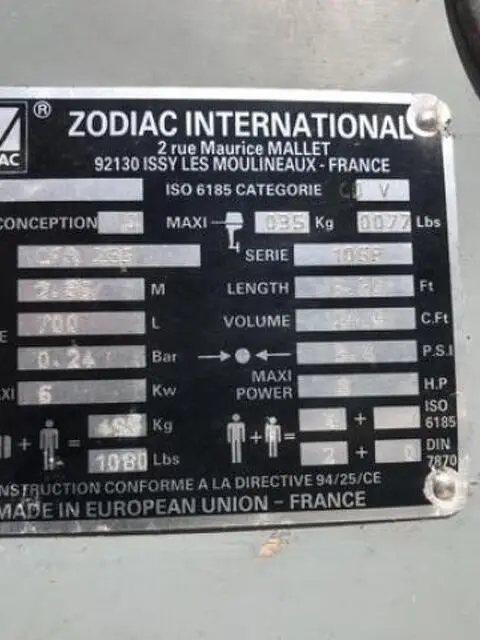 ® ZODIAC INTERNATIONAL
2 rue Maurice MALLET
92130 ISSY LES MOULINEAUX - FRANCE
ISO 6185 CATEGORIE V
CONCEPTION MAXI 035 Kg 0077 Lbs
SERIE
M LENGTH Ft
700 L VOLUME C.Ft
0.24 Bar P.S.I
6 Kw MAXI POWER H.P
+ = Kg + = + ISO 6185
1080 Lbs 2 + 0 DIN 7870
CONFORME A LA DIRECTIVE 94/25/CE
MADE IN EUROPEAN UNION - FRANCE